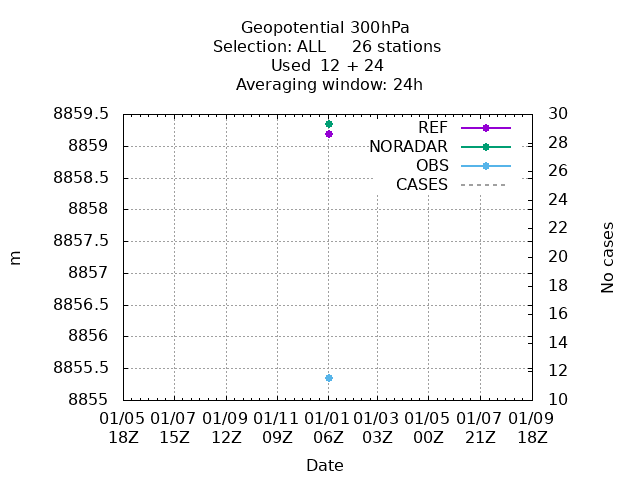 Geopotential 300hPa
Selection: ALL 26 stations
Used 12 + 24
Averaging window: 24h
8859.5
8859
8858.5
8858
8857.5
8857
8856.5
8856
8855.5
8855
m
30
28
26
24
22
20
18
16
14
12
10
No cases
REF
NORADAR
OBS
CASES
01/05 01/07 01/09 01/11 01/01 01/03 01/05 01/07 01/09
18Z 15Z 12Z 09Z 06Z 03Z 00Z 21Z 18Z
Date